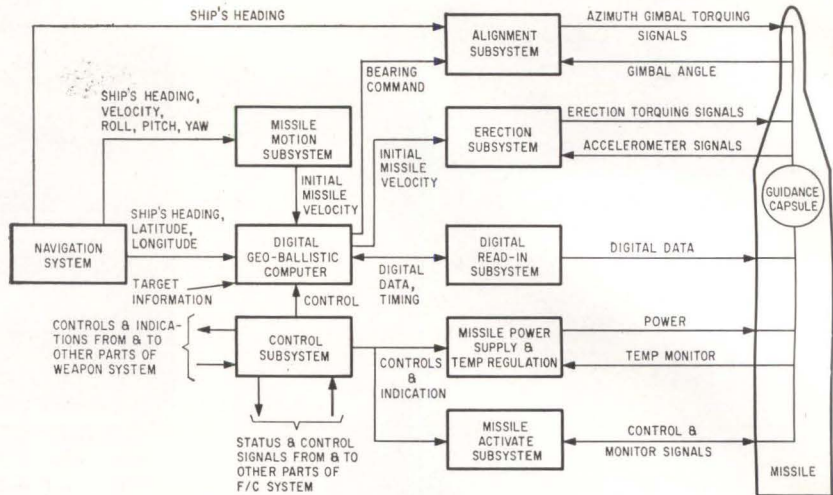 SHIP'S HEADING
ALIGNMENT
SUBSYSTEM
AZIMUTH GIMBAL TORQUING
SIGNALS
GIMBAL ANGLE
BEARING
COMMAND
SHIP'S HEADING,
VELOCITY,
ROLL, PITCH, YAW
MISSILE
MOTION SUBSYSTEM
INITIAL
MISSILE
VELOCITY
INITIAL
MISSILE
VELOCITY
ERECTION
SUBSYSTEM
ERECTION TORQUING SIGNALS
ACCELEROMETER SIGNALS
GUIDANCE
CAPSULE
NAVIGATION
SYSTEM
SHIP'S HEADING,
LATITUDE,
LONGITUDE
DIGITAL
GEO-BALLISTIC
COMPUTER
DIGITAL
DATA,
TIMING
DIGITAL
READ-IN
SUBSYSTEM
DIGITAL DATA
TARGET
INFORMATION
CONTROL
CONTROLS & INDICA-
TIONS FROM & TO
OTHER PARTS OF
WEAPON SYSTEM
CONTROL
SUBSYSTEM
CONTROLS
&
INDICATION
MISSILE POWER
SUPPLY &
TEMP REGULATION
POWER
TEMP MONITOR
STATUS & CONTROL
SIGNALS FROM & TO
OTHER PARTS OF
F/C SYSTEM
MISSILE
ACTIVATE
SUBSYSTEM
CONTROL &
MONITOR SIGNALS
MISSILE